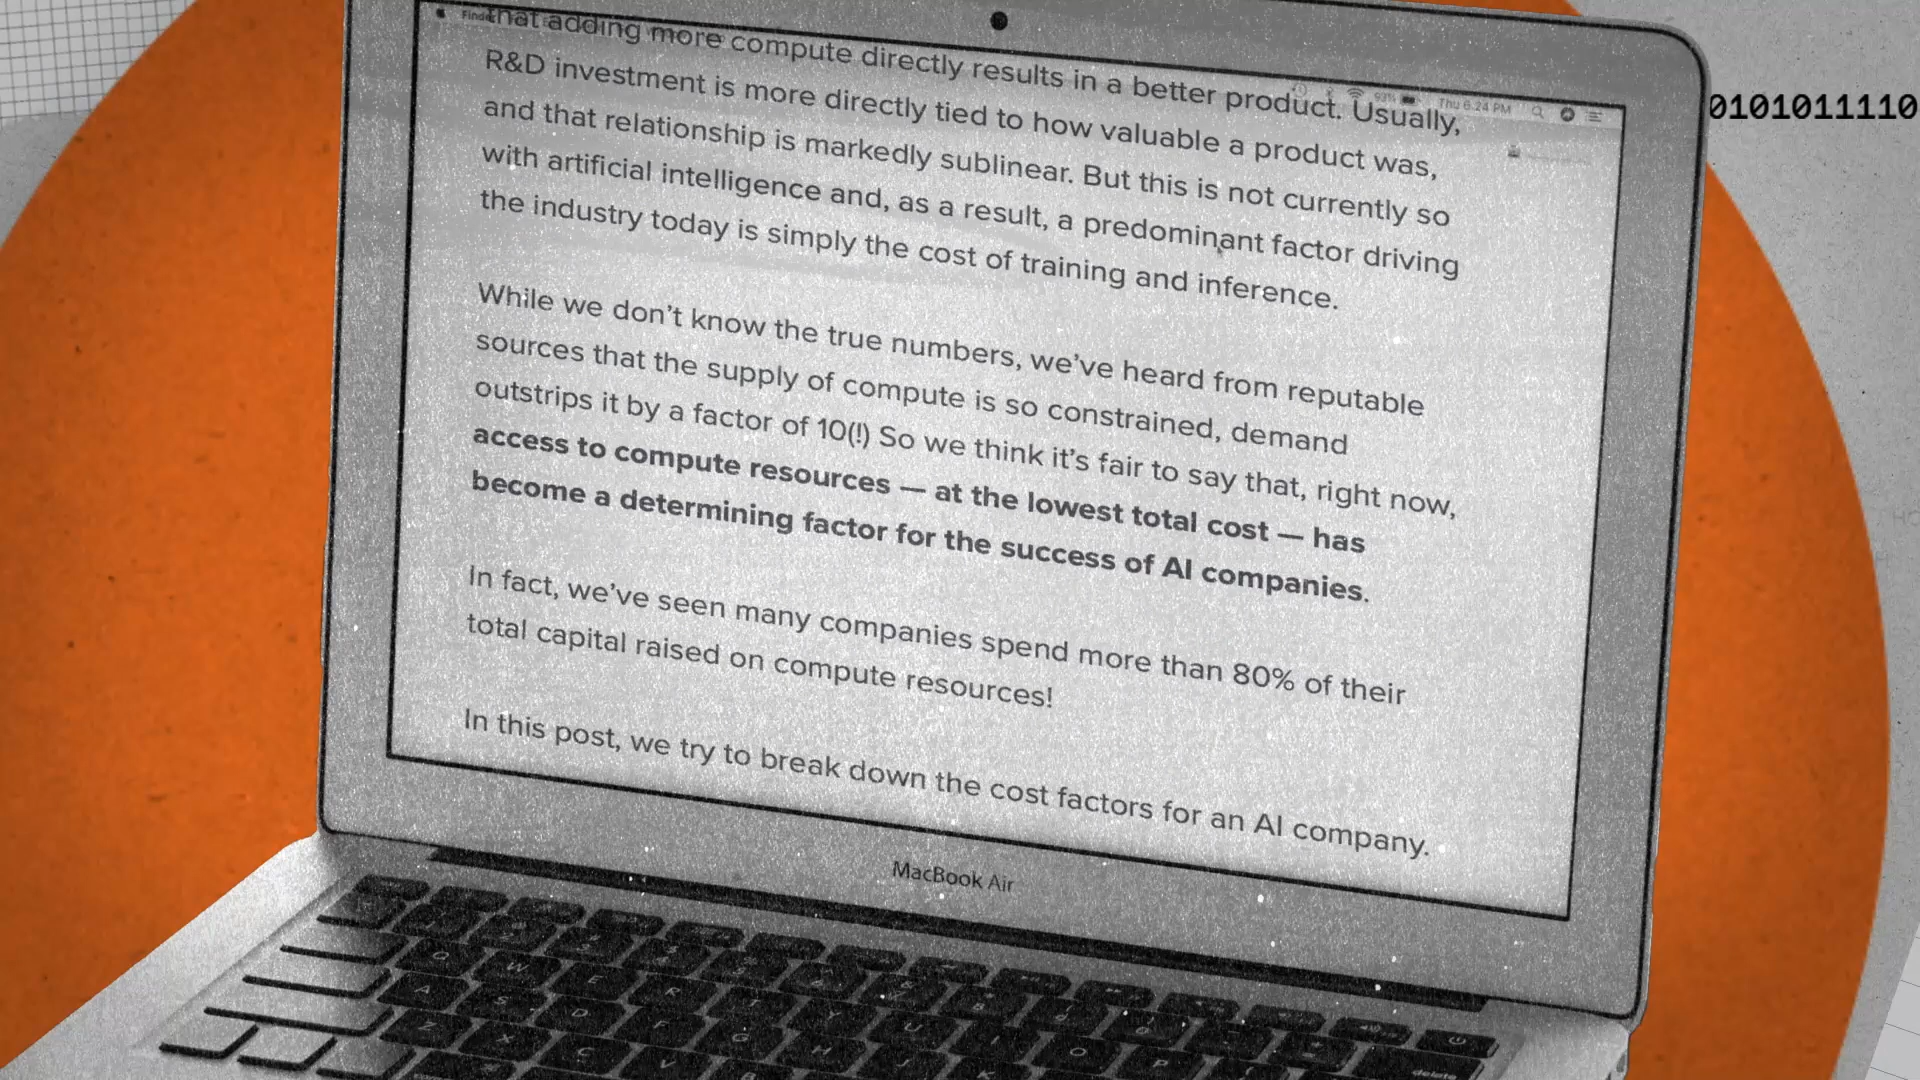 Finder
that adding more compute directly results in a better product. Usually,
R&D investment is more directly tied to how valuable a product was,
and that relationship is markedly sublinear. But this is not currently so
with artificial intelligence and, as a result, a predominant factor driving
the industry today is simply the cost of training and inference.
While we don’t know the true numbers, we’ve heard from reputable
sources that the supply of compute is so constrained, demand
outstrips it by a factor of 10(!) So we think it’s fair to say that, right now,
access to compute resources — at the lowest total cost — has
become a determining factor for the success of AI companies.
In fact, we’ve seen many companies spend more than 80% of their
total capital raised on compute resources!
In this post, we try to break down the cost factors for an AI company.
Thu 6:24 PM
0101011110
MacBook Air
Q W E R T Y U I O P
A S D F G H J K
Z X C V B
delete